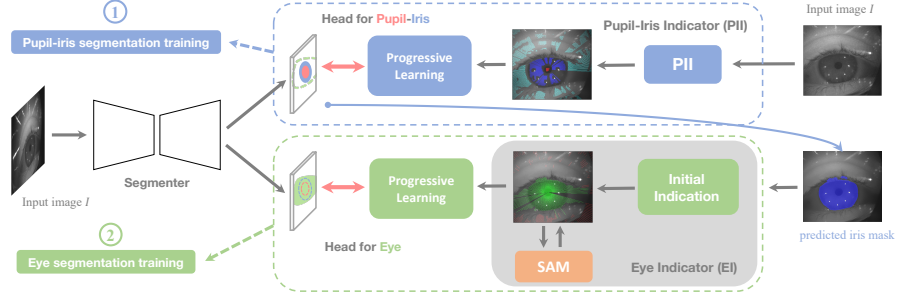 1
Pupil-iris segmentation training
Head for Pupil-Iris
Pupil-Iris Indicator (PII)
Input image I
Progressive
Learning
PII
Segmenter
Input image I
2
Eye segmentation training
Head for Eye
Progressive
Learning
Initial
Indication
SAM
Eye Indicator (EI)
predicted iris mask